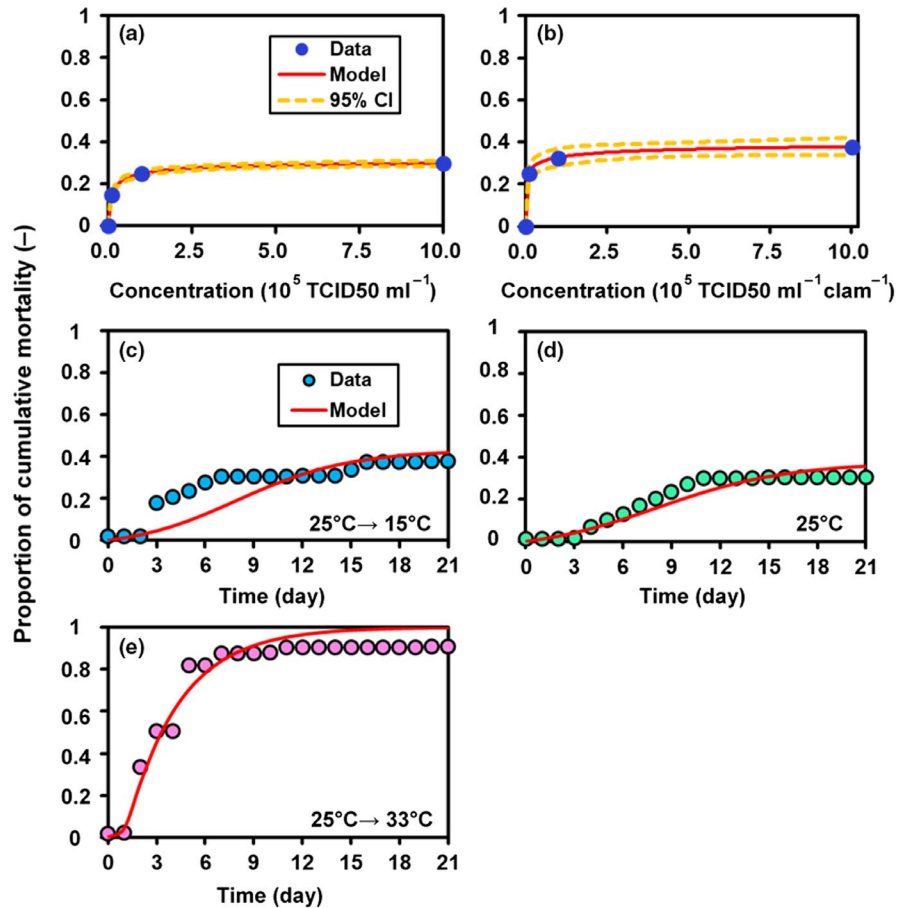 Proportion of cumulative mortality (–)
(a)
1
0.8
0.6
0.4
0.2
0
Data
Model
95% CI
0.0 2.5 5.0 7.5 10.0
Concentration (10⁵ TCID50 ml⁻¹)
(b)
1
0.8
0.6
0.4
0.2
0
0.0 2.5 5.0 7.5 10.0
Concentration (10⁵ TCID50 ml⁻¹ clam⁻¹)
(c)
1
0.8
0.6
0.4
0.2
0
Data
Model
25°C→ 15°C
0 3 6 9 12 15 18 21
Time (day)
(d)
1
0.8
0.6
0.4
0.2
0
25°C
0 3 6 9 12 15 18 21
Time (day)
(e)
1
0.8
0.6
0.4
0.2
0
25°C→ 33°C
0 3 6 9 12 15 18 21
Time (day)